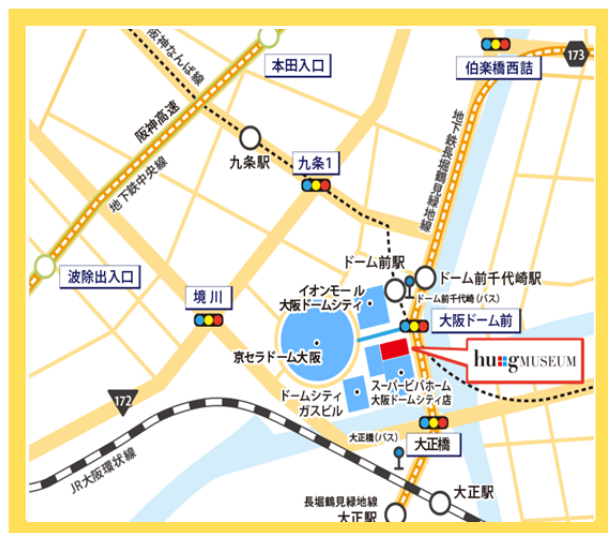 阪神なんば線
本田入口
伯楽橋西詰
173
阪神高速
地下鉄中央線
九条駅
九条1
地下鉄長堀鶴見緑地線
波除出入口
境川
ドーム前駅
ドーム前千代崎駅
ドーム前千代崎（バス）
イオンモール
大阪ドームシティ
大阪ドーム前
京セラドーム大阪
hu::g MUSEUM
ドームシティ
ガスビル
スーパービバホーム
大阪ドームシティ店
172
大正橋（バス）
大正橋
JR大阪環状線
大正駅
長堀鶴見緑地線
大正駅